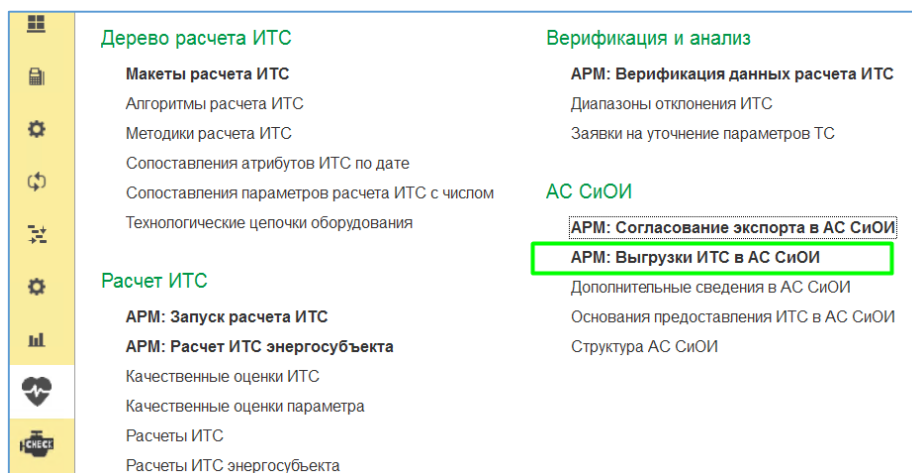 Дерево расчета ИТС
Макеты расчета ИТС
Алгоритмы расчета ИТС
Методики расчета ИТС
Сопоставления атрибутов ИТС по дате
Сопоставления параметров расчета ИТС с числом
Технологические цепочки оборудования
Расчет ИТС
АРМ: Запуск расчета ИТС
АРМ: Расчет ИТС энергосубъекта
Качественные оценки ИТС
Качественные оценки параметра
Расчеты ИТС
Расчеты ИТС энергосубъекта
Верификация и анализ
АРМ: Верификация данных расчета ИТС
Диапазоны отклонения ИТС
Заявки на уточнение параметров ТС
АС СиОИ
АРМ: Согласование экспорта в АС СиОИ
АРМ: Выгрузки ИТС в АС СиОИ
Дополнительные сведения в АС СиОИ
Основания предоставления ИТС в АС СиОИ
Структура АС СиОИ
CHECK